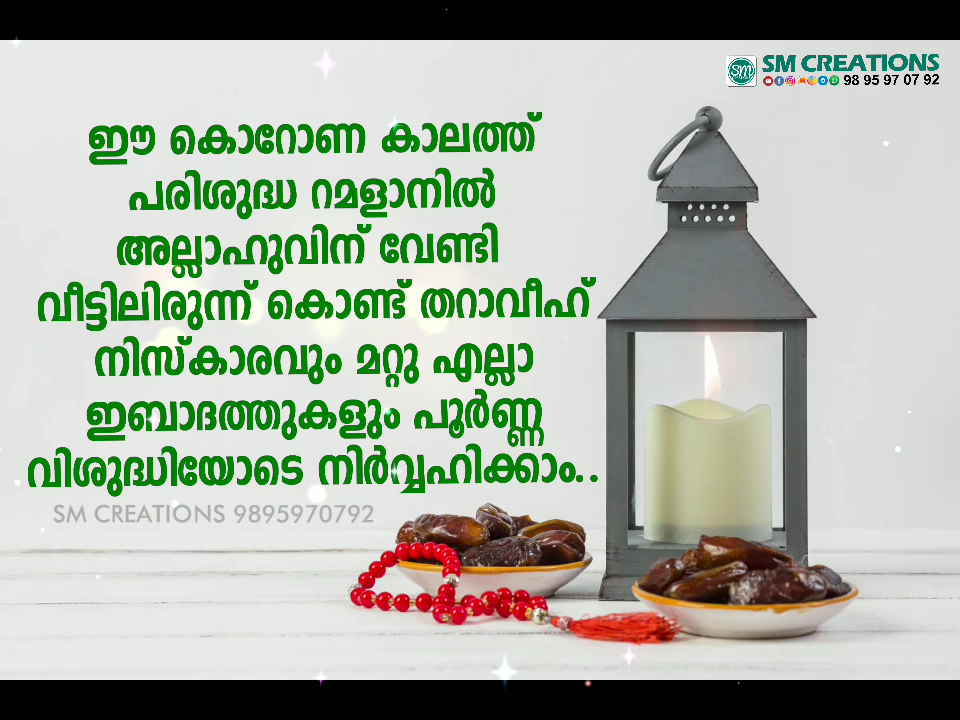 SM CREATIONS
98 95 97 07 92
ഈ കൊറോണ കാലത്ത്
പരിശുദ്ധ റമളാനിൽ
അല്ലാഹുവിന് വേണ്ടി
വീട്ടിലിരുന്ന് കൊണ്ട് തറാവീഹ്
നിസ്കാരവും മറ്റു എല്ലാ
ഇബാദത്തുകളും പൂർണ്ണ
വിശുദ്ധിയോടെ നിർവ്വഹിക്കാം..
SM CREATIONS 9895970792